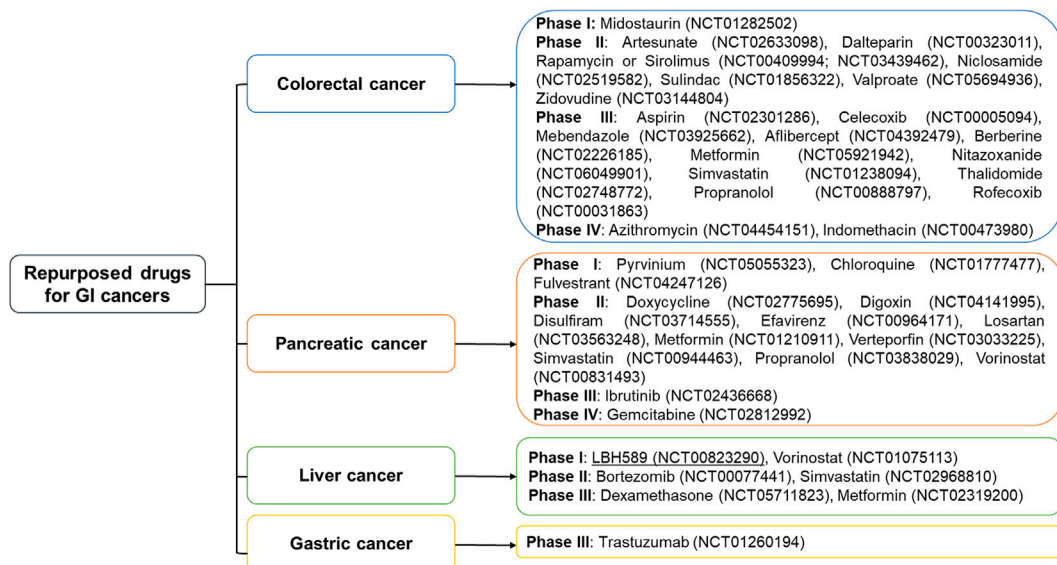 Repurposed drugs
for GI cancers
Colorectal cancer
Phase I: Midostaurin (NCT01282502)
Phase II: Artesunate (NCT02633098), Dalteparin (NCT00323011),
Rapamycin or Sirolimus (NCT00409994; NCT03439462), Niclosamide
(NCT02519582), Sulindac (NCT01856322), Valproate (NCT05694936),
Zidovudine (NCT03144804)
Phase III: Aspirin (NCT02301286), Celecoxib (NCT00005094),
Mebendazole (NCT03925662), Aflibercept (NCT04392479), Berberine
(NCT02226185), Metformin (NCT05921942), Nitazoxanide
(NCT06049901), Simvastatin (NCT01238094), Thalidomide
(NCT02748772), Propranolol (NCT00888797), Rofecoxib
(NCT00031863)
Phase IV: Azithromycin (NCT04454151), Indomethacin (NCT00473980)
Pancreatic cancer
Phase I: Pyrvinium (NCT05055323), Chloroquine (NCT01777477),
Fulvestrant (NCT04247126)
Phase II: Doxycycline (NCT02775695), Digoxin (NCT04141995),
Disulfiram (NCT03714555), Efavirenz (NCT00964171), Losartan
(NCT03563248), Metformin (NCT01210911), Verteporfin (NCT03033225),
Simvastatin (NCT00944463), Propranolol (NCT03838029), Vorinostat
(NCT00831493)
Phase III: Ibrutinib (NCT02436668)
Phase IV: Gemcitabine (NCT02812992)
Liver cancer
Phase I: LBH589 (NCT00823290), Vorinostat (NCT01075113)
Phase II: Bortezomib (NCT00077441), Simvastatin (NCT02968810)
Phase III: Dexamethasone (NCT05711823), Metformin (NCT02319200)
Gastric cancer
Phase III: Trastuzumab (NCT01260194)